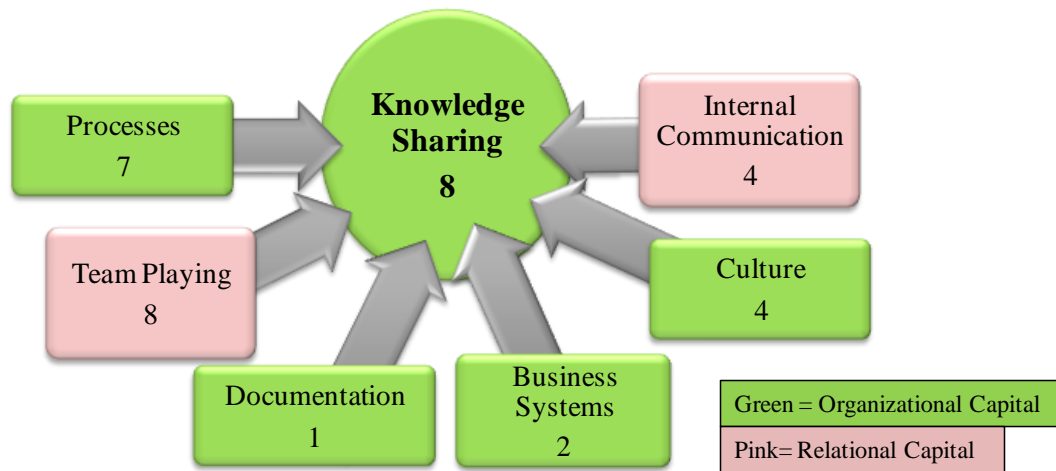 Knowledge
Sharing
8
Processes
7
Team Playing
8
Documentation
1
Business
Systems
2
Culture
4
Internal
Communication
4
Green = Organizational Capital
Pink= Relational Capital